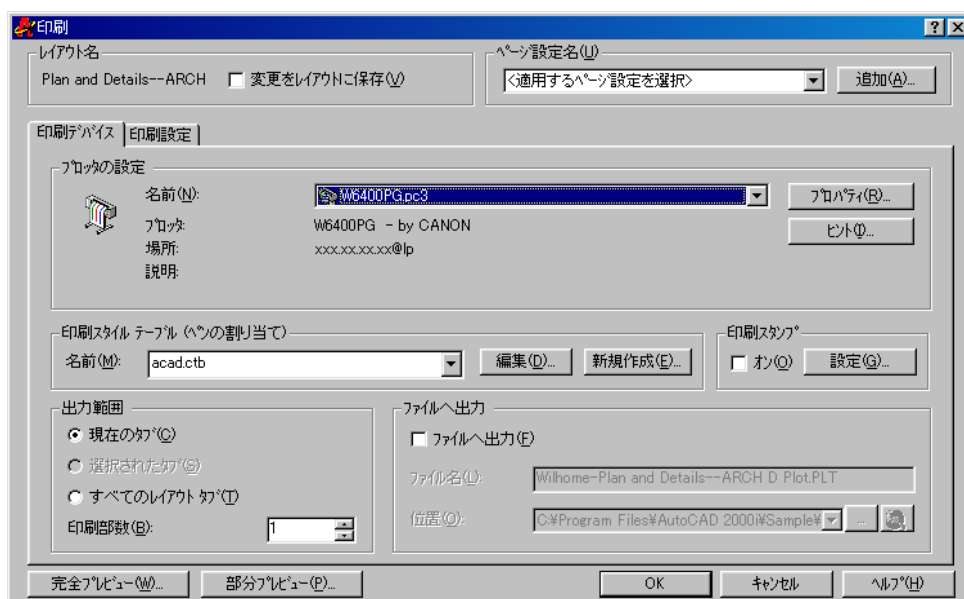 印刷
レイアウト名
Plan and Details--ARCH
変更をレイアウトに保存(V)
ページ設定名(U)
<適用するページ設定を選択>
追加(A)...
印刷デバイス
印刷設定
プロッタの設定
名前(N):
W6400PG.pc3
プロパティ(R)...
プロッタ:
W6400PG - by CANON
ヒント(I)...
場所:
xxx.xx.xx.xx@lp
説明:
印刷スタイル テーブル (ペンの割り当て)
名前(M):
acad.ctb
編集(D)...
新規作成(E)...
印刷スタンプ
オン(O)
設定(G)...
出力範囲
現在のタブ(C)
選択されたタブ(S)
すべてのレイアウト タブ(T)
印刷部数(B):
1
ファイルへ出力
ファイルへ出力(F)
ファイル名(L):
Wilhome-Plan and Details--ARCH D Plot.PLT
位置(O):
C:¥Program Files¥AutoCAD 2000i¥Sample¥
...
完全プレビュー(W)...
部分プレビュー(P)...
OK
キャンセル
ヘルプ(H)